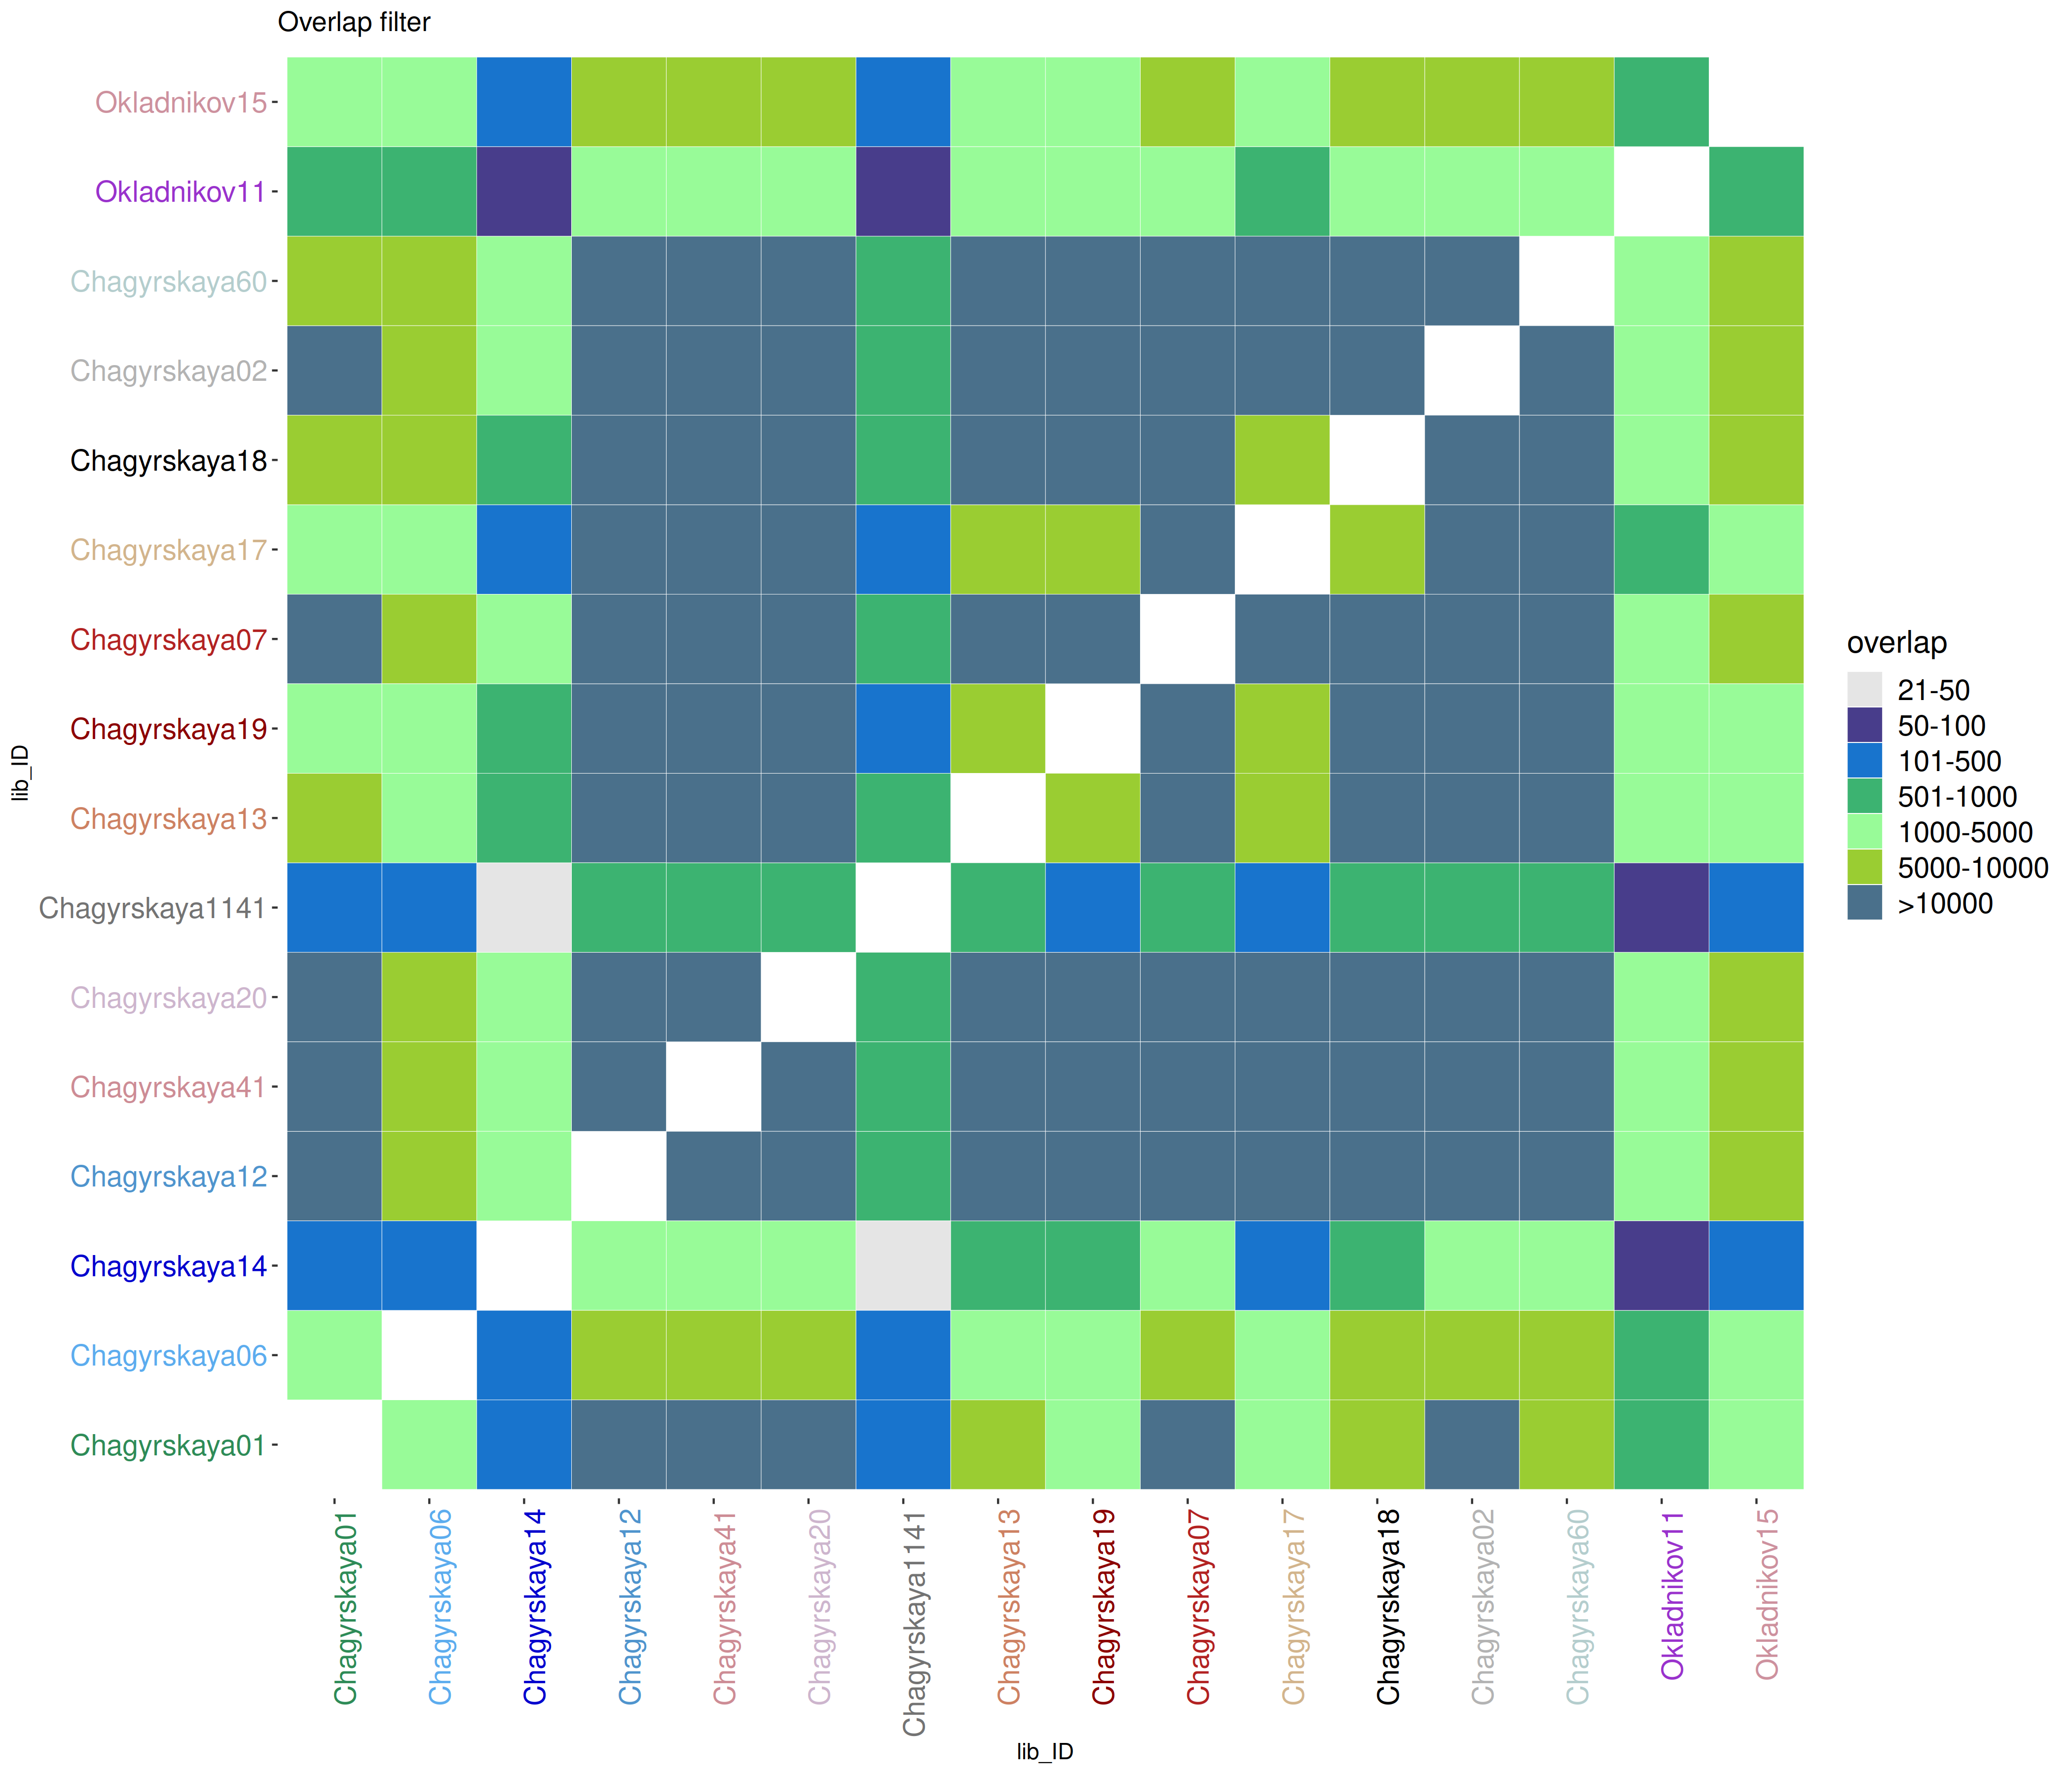 Overlap filter
Okladnikov15
Okladnikov11
Chagyrskaya60
Chagyrskaya02
Chagyrskaya18
Chagyrskaya17
Chagyrskaya07
Chagyrskaya19
Chagyrskaya13
Chagyrskaya1141
Chagyrskaya20
Chagyrskaya41
Chagyrskaya12
Chagyrskaya14
Chagyrskaya06
Chagyrskaya01
lib_ID
Chagyrskaya01
Chagyrskaya06
Chagyrskaya14
Chagyrskaya12
Chagyrskaya41
Chagyrskaya20
Chagyrskaya1141
Chagyrskaya13
Chagyrskaya19
Chagyrskaya07
Chagyrskaya17
Chagyrskaya18
Chagyrskaya02
Chagyrskaya60
Okladnikov11
Okladnikov15
lib_ID
overlap
21-50
50-100
101-500
501-1000
1000-5000
5000-10000
>10000